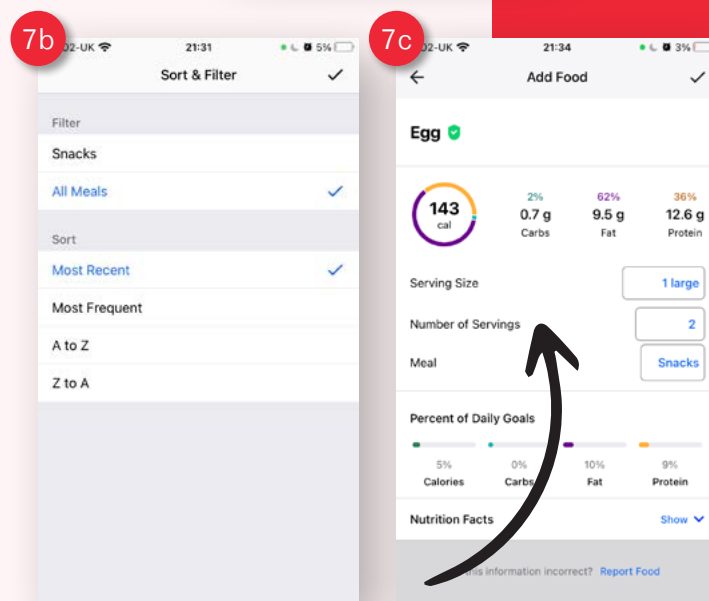 7b
O2-UK 21:31 5%
Sort & Filter
Filter
Snacks
All Meals
Sort
Most Recent
Most Frequent
A to Z
Z to A
7c
O2-UK 21:34 3%
Add Food
Egg
143
cal
2% 62% 36%
0.7 g 9.5 g 12.6 g
Carbs Fat Protein
Serving Size 1 large
Number of Servings 2
Meal Snacks
Percent of Daily Goals
5% 0% 10% 9%
Calories Carbs Fat Protein
Nutrition Facts Show
this information incorrect? Report Food